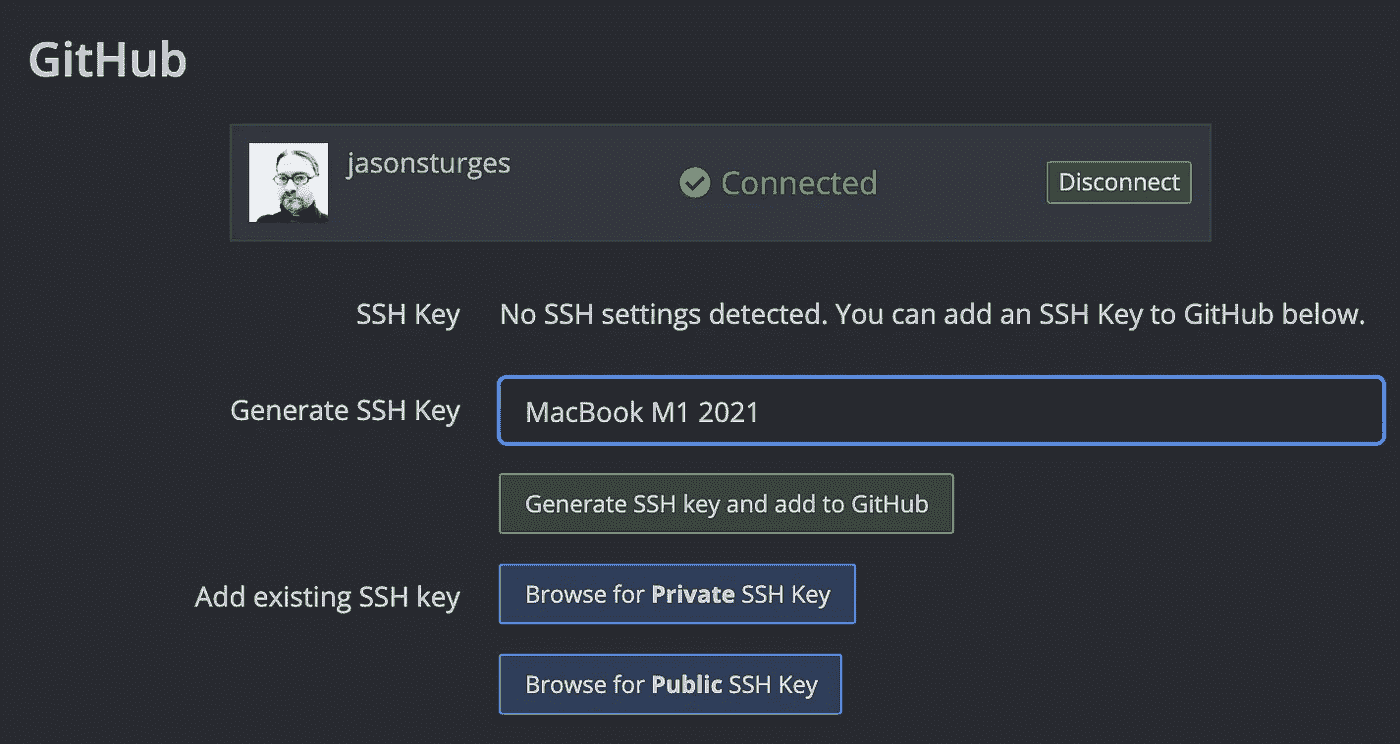 GitHub
jasonsturges
Connected
Disconnect
SSH Key No SSH settings detected. You can add an SSH Key to GitHub below.
Generate SSH Key MacBook M1 2021
Generate SSH key and add to GitHub
Add existing SSH key Browse for Private SSH Key
Browse for Public SSH Key